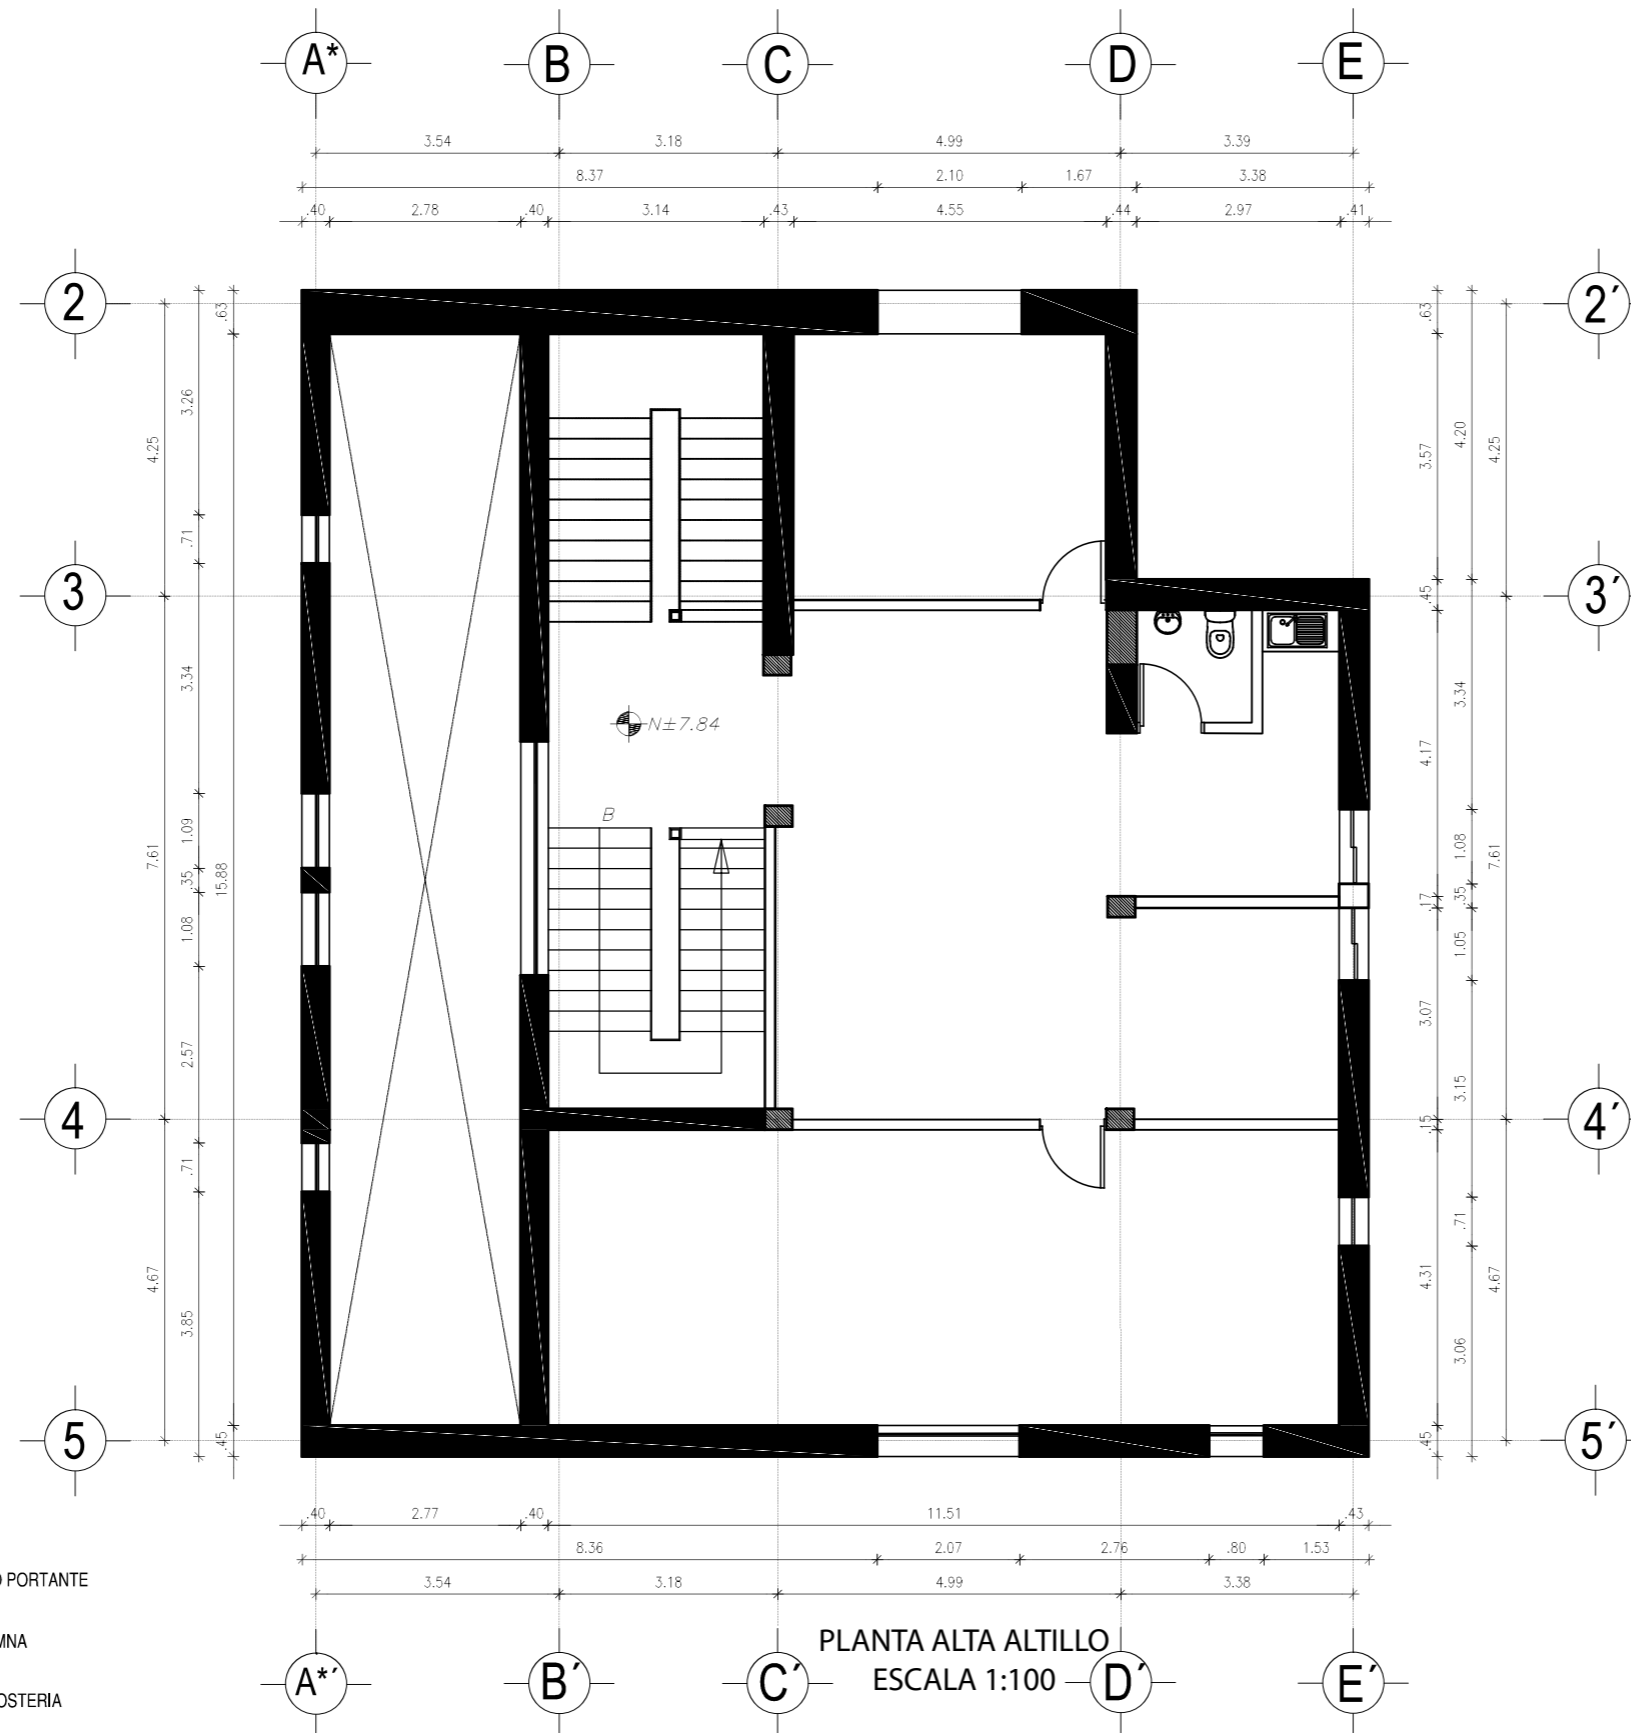 A* B C D E
3.54 3.18 4.99 3.39
8.37 2.10 1.67 3.38
.40 2.78 .40 3.14 .43 4.55 .44 2.97 .41
2 2´
3 3´
4 4´
5 5´
4.25 7.61 4.67
3.26 .71 3.34 1.09 .35 1.08 2.57 .71 3.85
.63 15.88 .45
N±7.84
B
.63 3.57 .45 4.17 .17 3.07 .15 4.31 .45
4.20 3.34 1.08 .35 1.05 3.15 .71 3.06
4.25 7.61 4.67
.40 2.77 .40 11.51 .43
8.36 2.07 2.76 .80 1.53
3.54 3.18 4.99 3.38
PORTANTE
MNA
OSTERIA
PLANTA ALTA ALTILLO
ESCALA 1:100
A*´ B´ C´ D´ E´